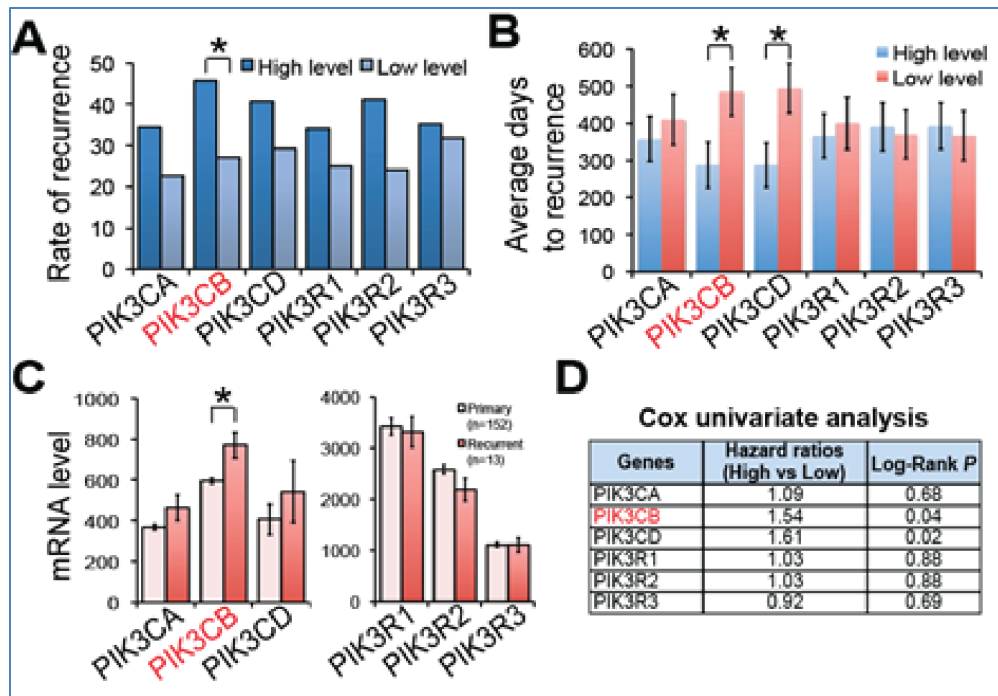 A
*
Rate of recurrence
50
40
30
20
10
0
High level
Low level
PIK3CA
PIK3CB
PIK3CD
PIK3R1
PIK3R2
PIK3R3
B
*
*
Average days
to recurrence
600
500
400
300
200
100
0
High level
Low level
PIK3CA
PIK3CB
PIK3CD
PIK3R1
PIK3R2
PIK3R3
C
*
mRNA level
1000
800
600
400
200
0
PIK3CA
PIK3CB
PIK3CD
4000
3000
2000
1000
0
Primary
(n=152)
Recurrent
(n=13)
PIK3R1
PIK3R2
PIK3R3
D
Cox univariate analysis
Genes Hazard ratios (High vs Low) Log-Rank P
PIK3CA 1.09 0.68
PIK3CB 1.54 0.04
PIK3CD 1.61 0.02
PIK3R1 1.03 0.88
PIK3R2 1.03 0.88
PIK3R3 0.92 0.69